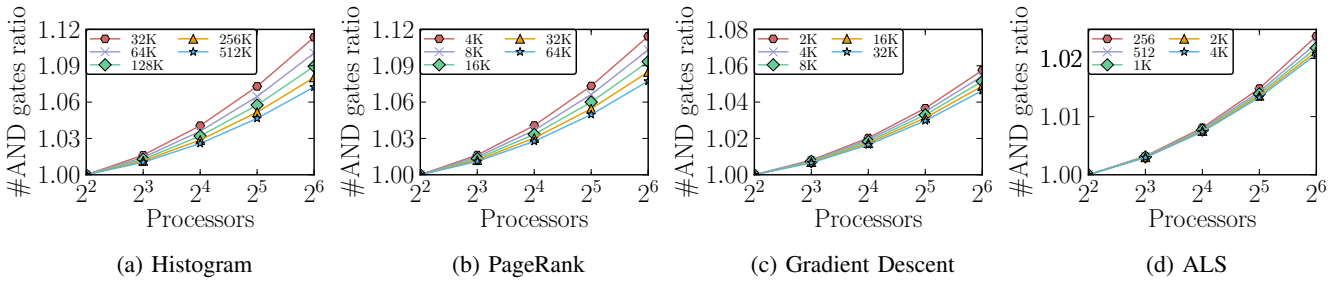 #AND gates ratio
1.12
1.09
1.06
1.03
1.00
32K 256K
64K 512K
128K
2^2 2^3 2^4 2^5 2^6
Processors
(a) Histogram
#AND gates ratio
1.12
1.09
1.06
1.03
1.00
4K 32K
8K 64K
16K
2^2 2^3 2^4 2^5 2^6
Processors
(b) PageRank
#AND gates ratio
1.08
1.06
1.04
1.02
1.00
2K 16K
4K 32K
8K
2^2 2^3 2^4 2^5 2^6
Processors
(c) Gradient Descent
#AND gates ratio
1.02
1.01
1.00
256 2K
512 4K
1K
2^2 2^3 2^4 2^5 2^6
Processors
(d) ALS